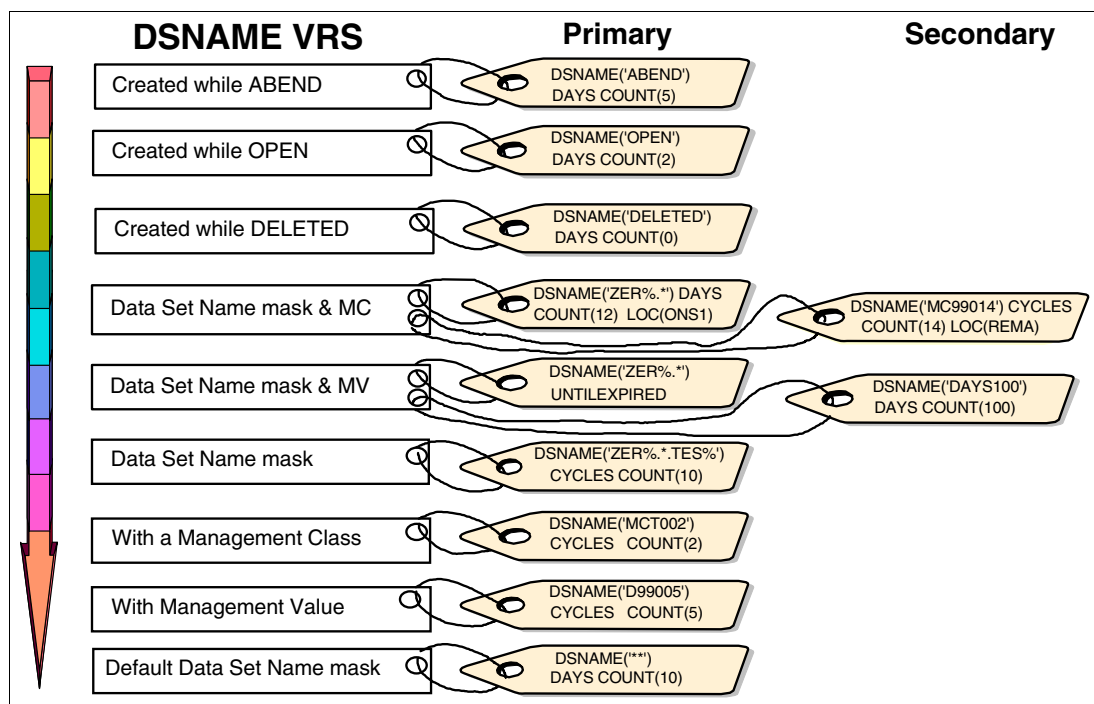 DSNAME VRS Primary Secondary
Created while ABEND
DSNAME('ABEND')
DAYS COUNT(5)
Created while OPEN
DSNAME('OPEN')
DAYS COUNT(2)
Created while DELETED
DSNAME('DELETED')
DAYS COUNT(0)
Data Set Name mask & MC
DSNAME('ZER%.*') DAYS
COUNT(12) LOC(ONS1)
DSNAME('MC99014') CYCLES
COUNT(14) LOC(REMA)
Data Set Name mask & MV
DSNAME('ZER%.*')
UNTILEXPIRED
DSNAME('DAYS100')
DAYS COUNT(100)
Data Set Name mask
DSNAME('ZER%.*.TES%')
CYCLES COUNT(10)
With a Management Class
DSNAME('MCT002')
CYCLES COUNT(2)
With Management Value
DSNAME('D99005')
CYCLES COUNT(5)
Default Data Set Name mask
DSNAME('**')
DAYS COUNT(10)